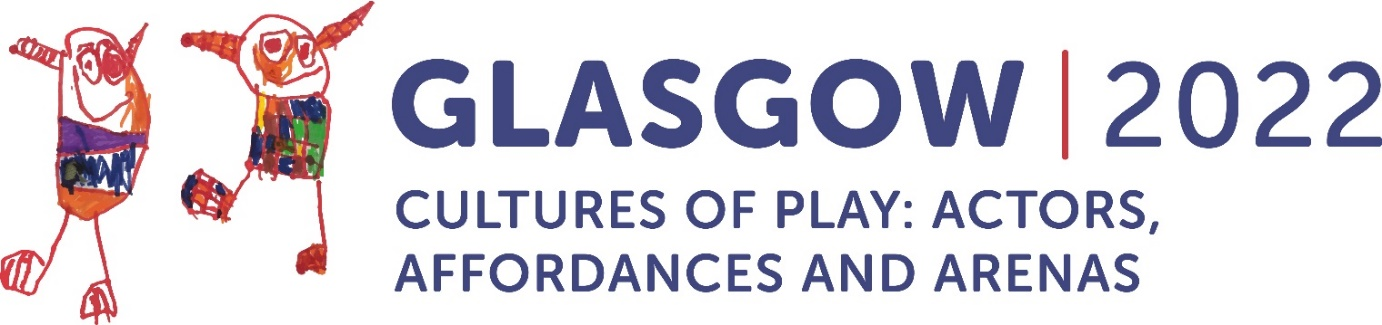 GLASGOW | 2022
CULTURES OF PLAY: ACTORS,
AFFORDANCES AND ARENAS